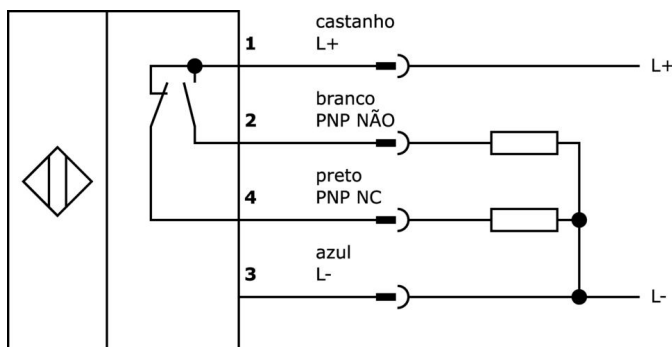 castanho
1 L+
L+
branco
2 PNP NÃO
preto
4 PNP NC
azul
3 L-
L-